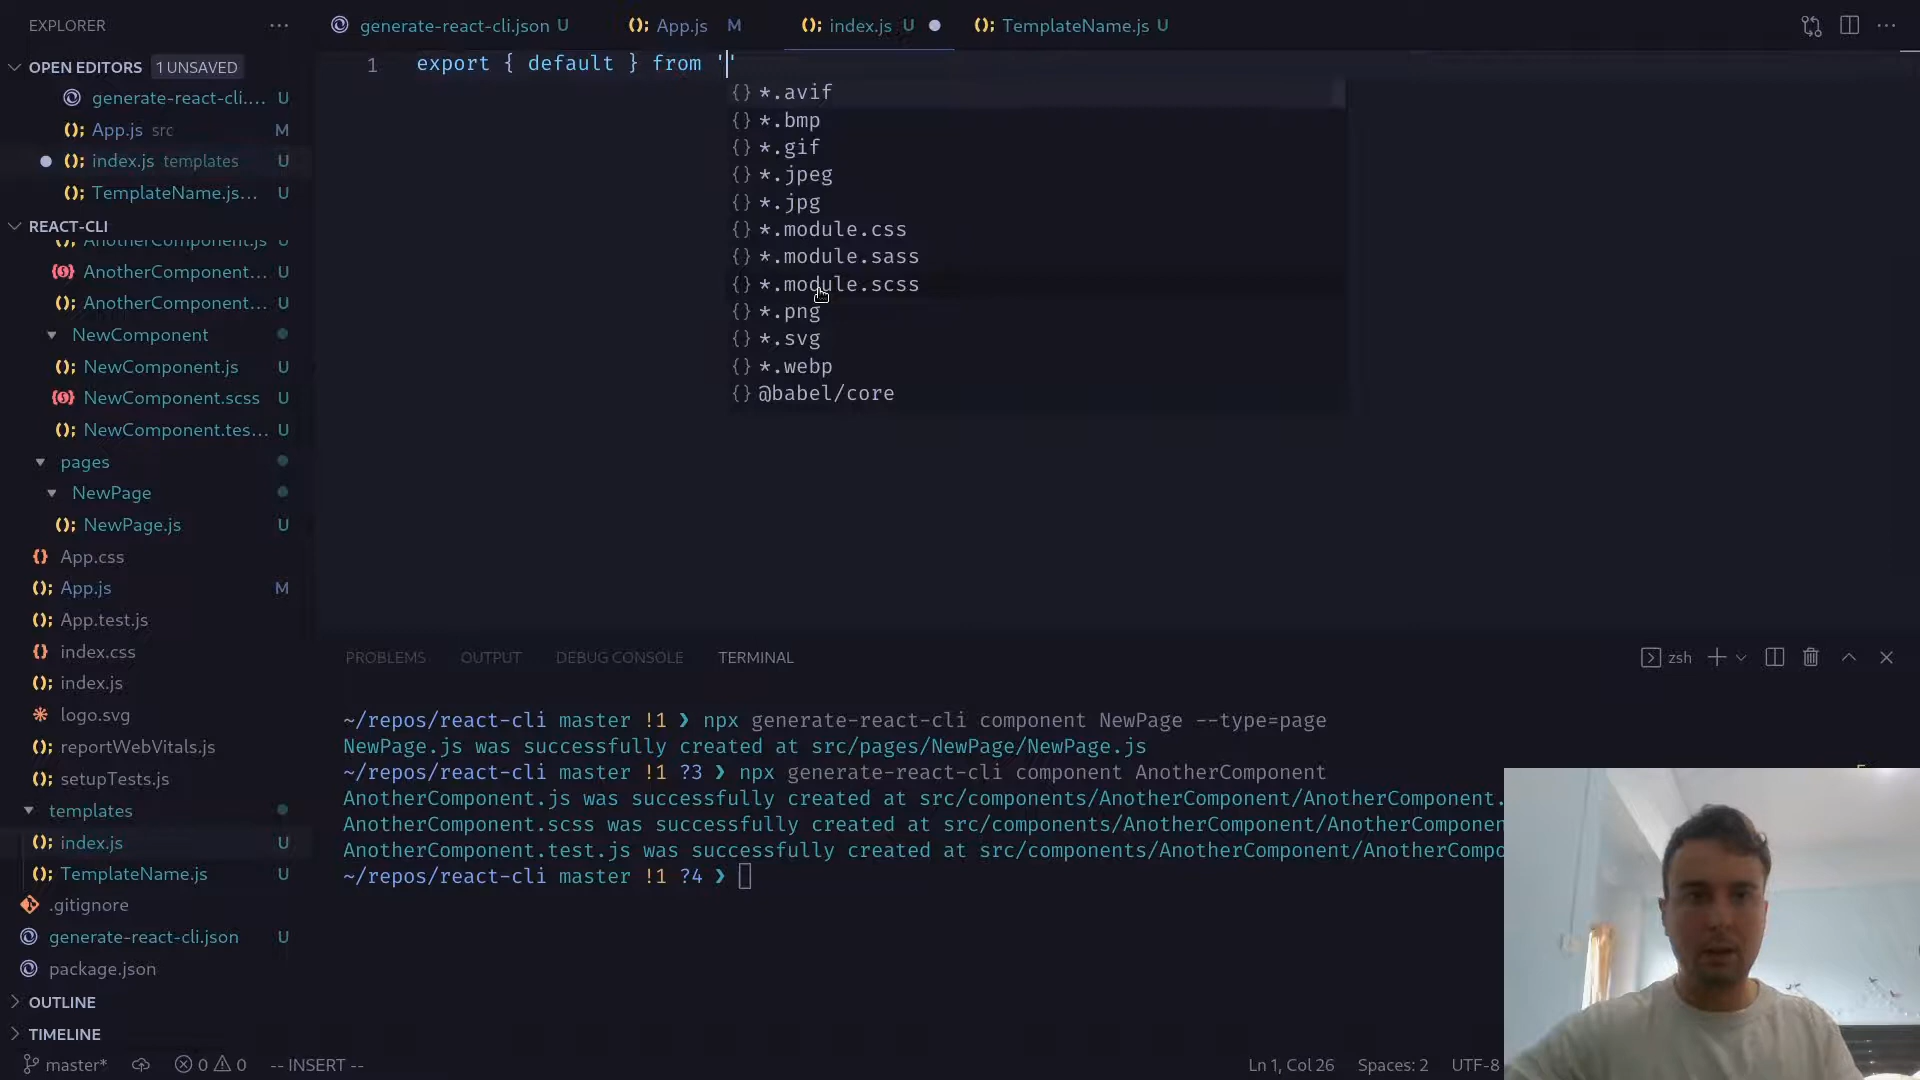 EXPLORER
OPEN EDITORS 1 UNSAVED
generate-react-cli.... U
App.js src M
index.js templates U
TemplateName.js... U
REACT-CLI
AnotherComponent.js U
AnotherComponent... U
AnotherComponent... U
NewComponent
NewComponent.js U
NewComponent.scss U
NewComponent.tes... U
pages
NewPage
NewPage.js U
App.css
App.js M
App.test.js
index.css
index.js
logo.svg
reportWebVitals.js
setupTests.js
templates
index.js U
TemplateName.js U
.gitignore
generate-react-cli.json U
package.json
OUTLINE
TIMELINE
generate-react-cli.json U App.js M index.js U TemplateName.js U
1 export { default } from ''
{} *.avif
{} *.bmp
{} *.gif
{} *.jpeg
{} *.jpg
{} *.module.css
{} *.module.sass
{} *.module.scss
{} *.png
{} *.svg
{} *.webp
{} @babel/core
PROBLEMS OUTPUT DEBUG CONSOLE TERMINAL zsh
~/repos/react-cli master !1 ❯ npx generate-react-cli component NewPage --type=page
NewPage.js was successfully created at src/pages/NewPage/NewPage.js
~/repos/react-cli master !1 ?3 ❯ npx generate-react-cli component AnotherComponent
AnotherComponent.js was successfully created at src/components/AnotherComponent/AnotherComponent.
AnotherComponent.scss was successfully created at src/components/AnotherComponent/AnotherComponen
AnotherComponent.test.js was successfully created at src/components/AnotherComponent/AnotherCompo
~/repos/react-cli master !1 ?4 ❯
master* 0 0 -- INSERT -- Ln 1, Col 26 Spaces: 2 UTF-8